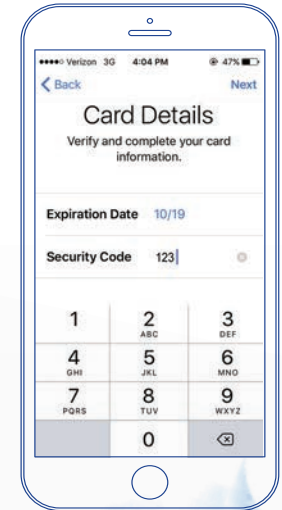 Verizon 3G 4:04 PM 47%
Back Next
Card Details
Verify and complete your card
information.
Expiration Date 10/19
Security Code 123
1 2 3
ABC DEF
4 5 6
GHI JKL MNO
7 8 9
PQRS TUV WXYZ
0